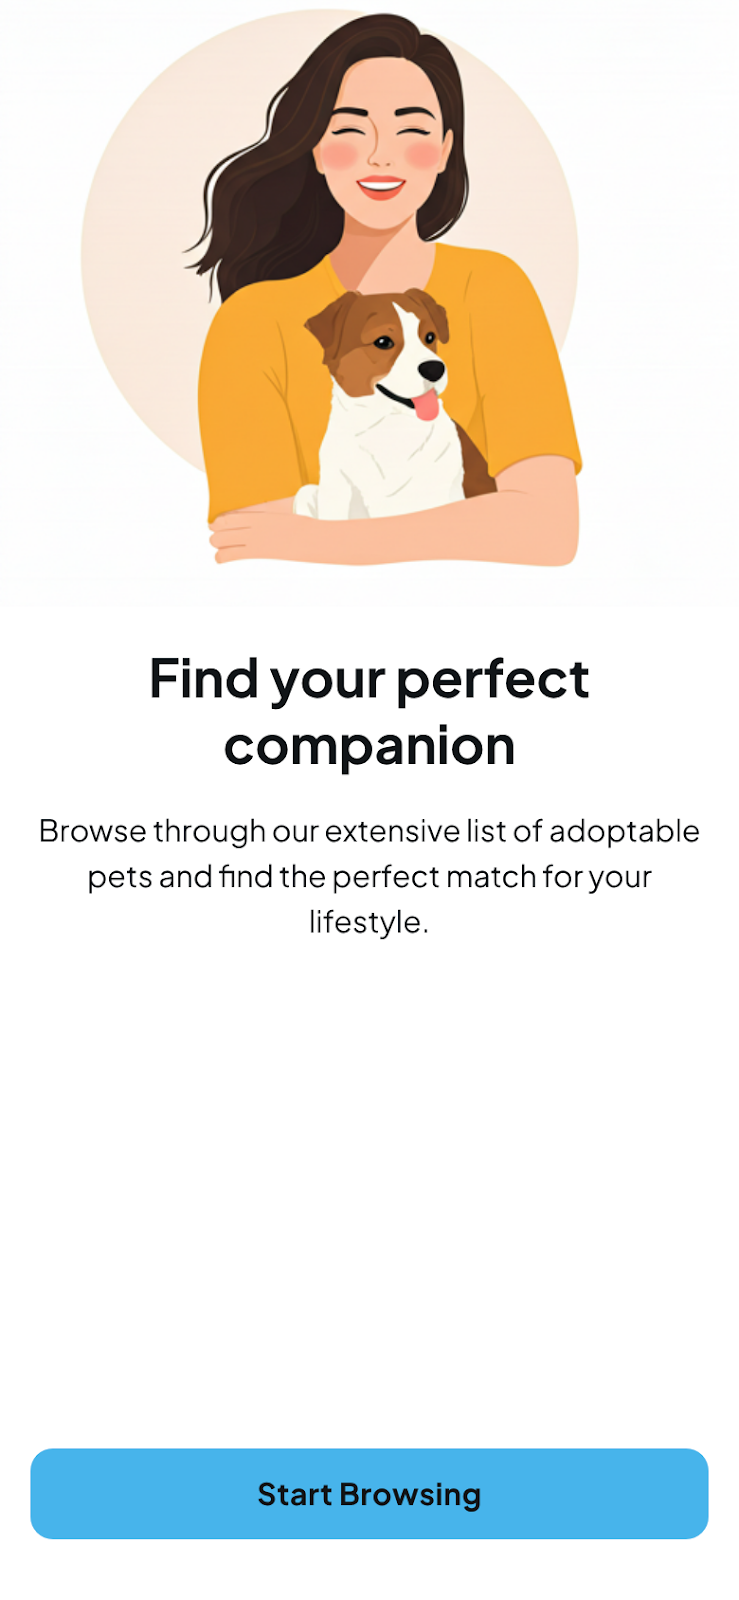 Find your perfect
companion
Browse through our extensive list of adoptable
pets and find the perfect match for your
lifestyle.
Start Browsing